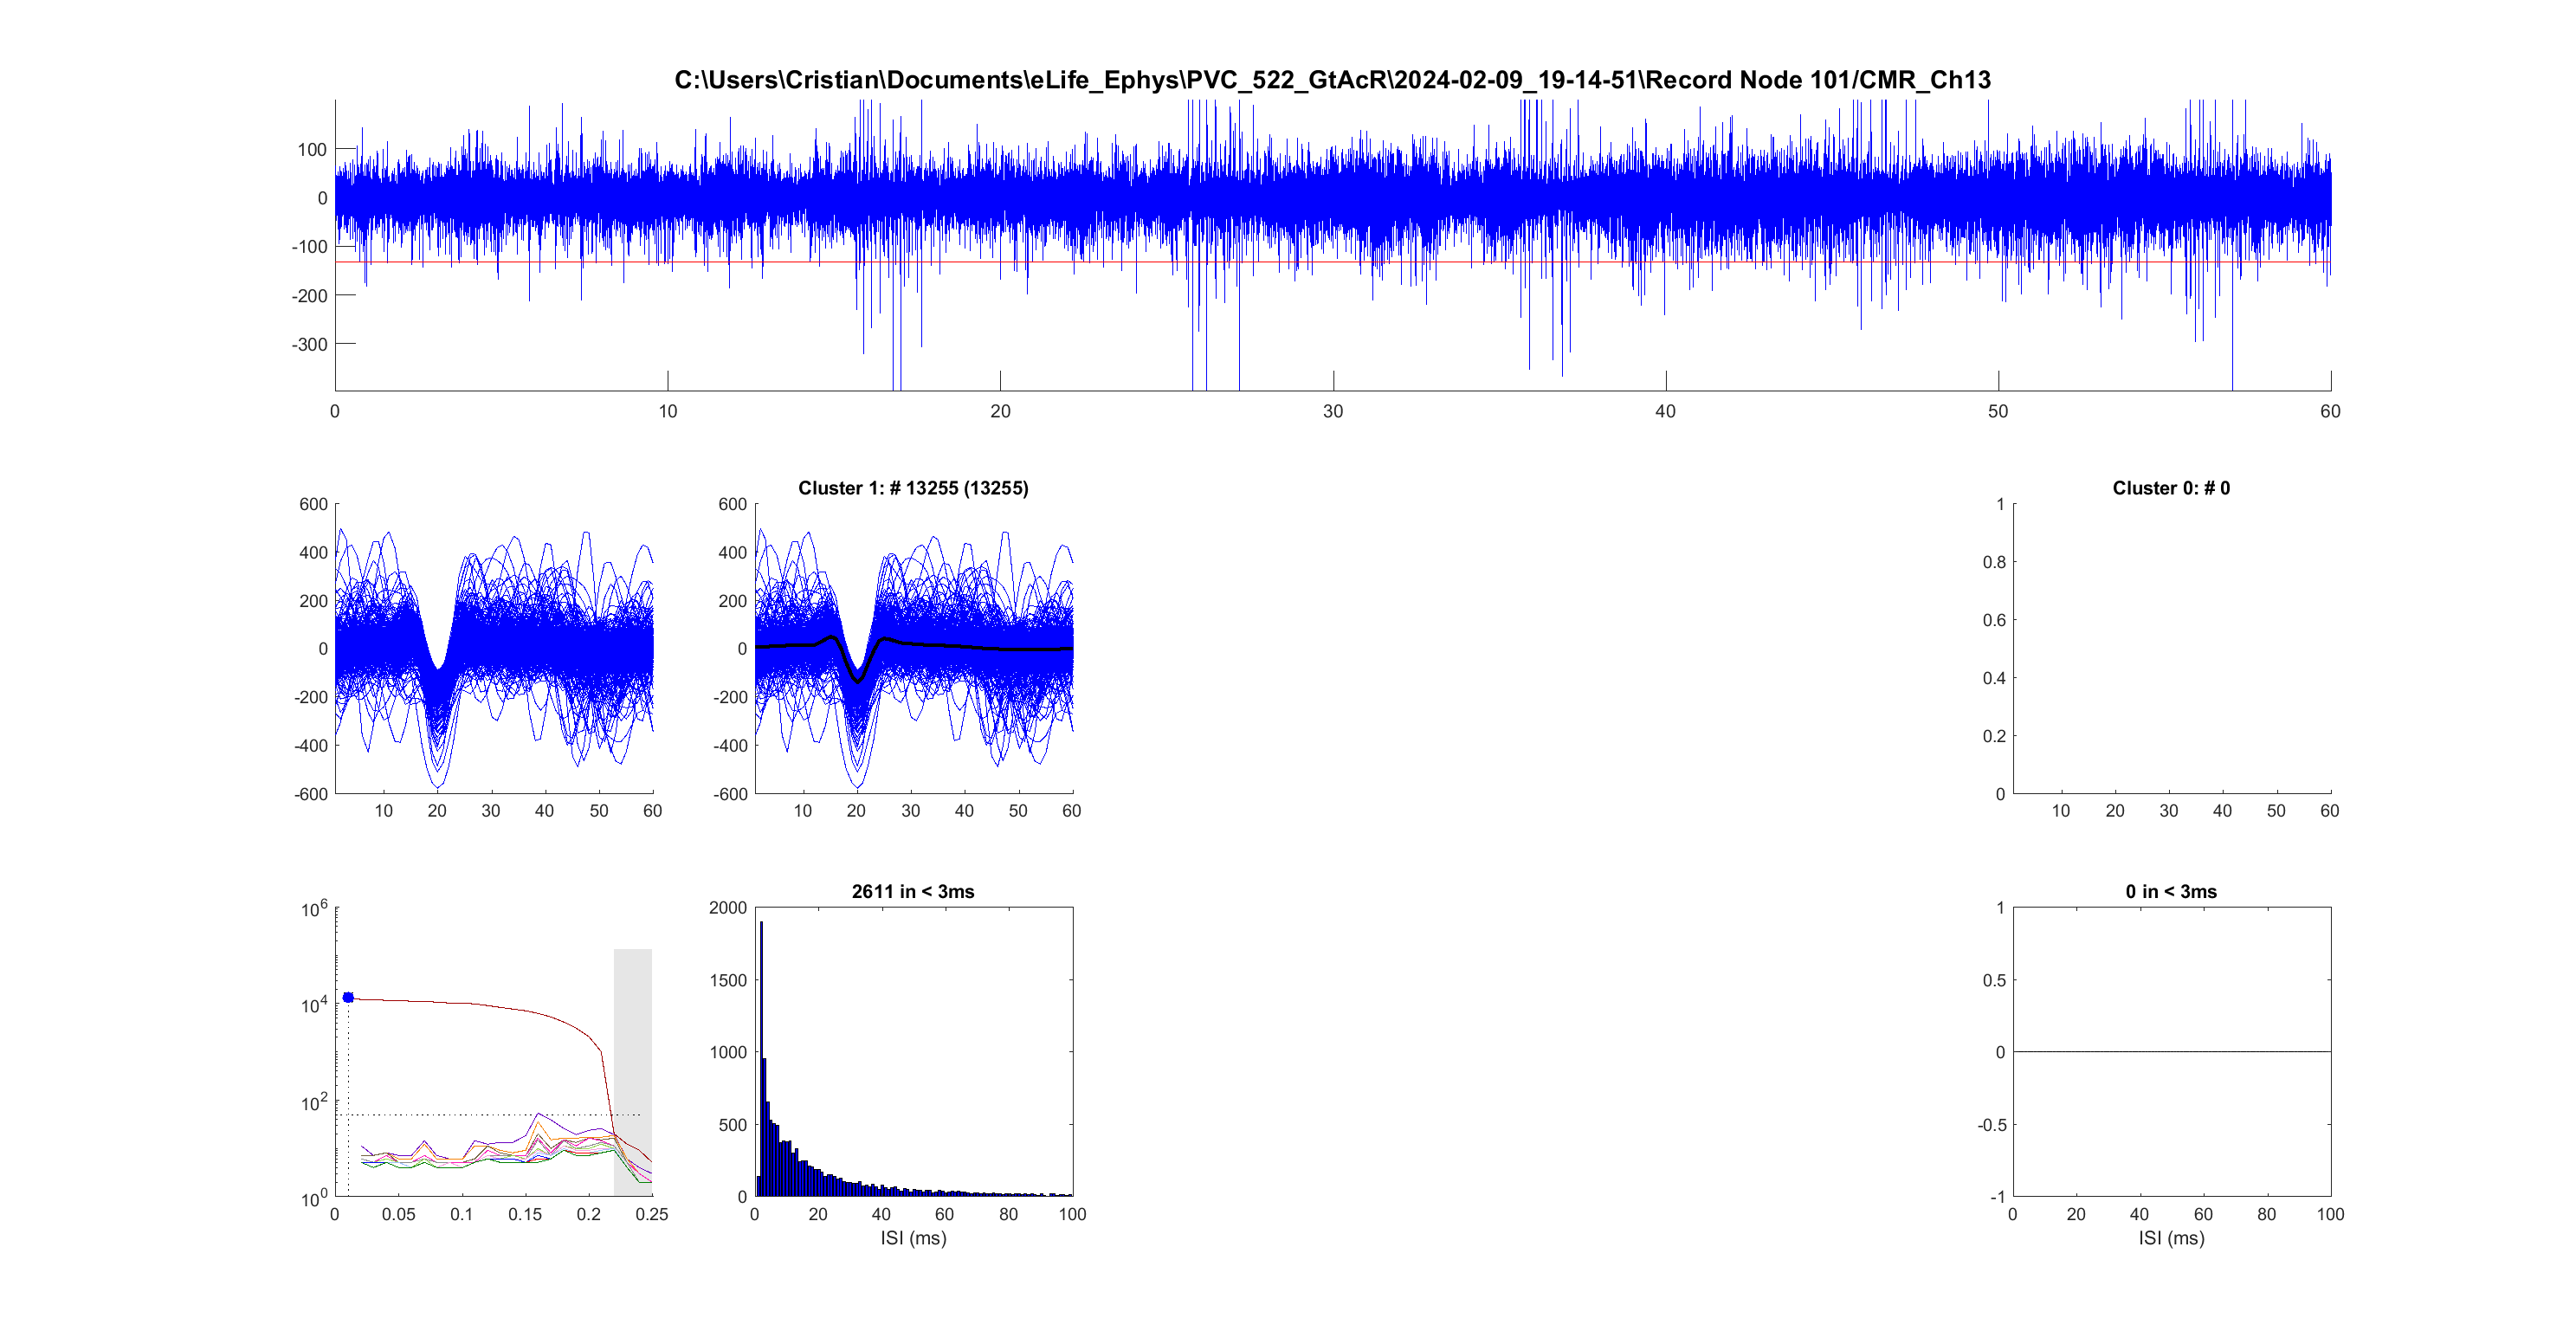 C:\Users\Cristian\Documents\eLife_Ephys\PVC_522_GtAcR\2024-02-09_19-14-51\Record Node 101/CMR_Ch13
100
0
-100
-200
-300
0 10 20 30 40 50 60
Cluster 1: # 13255 (13255)
Cluster 0: # 0
600 600 1
400 400 0.8
200 200 0.6
0 0 0.4
-200 -200 0.2
-400 -400 0
-600 -600
10 20 30 40 50 60 10 20 30 40 50 60 10 20 30 40 50 60
2611 in < 3ms
0 in < 3ms
10^6 2000 1
10^4 1500 0.5
10^2 1000 0
10^0 500 -0.5
0 -1
0 0.05 0.1 0.15 0.2 0.25 0 20 40 60 80 100 0 20 40 60 80 100
ISI (ms) ISI (ms)